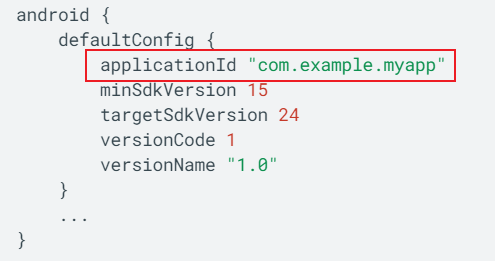 android {
    defaultConfig {
        applicationId "com.example.myapp"
        minSdkVersion 15
        targetSdkVersion 24
        versionCode 1
        versionName "1.0"
    }
    ...
}